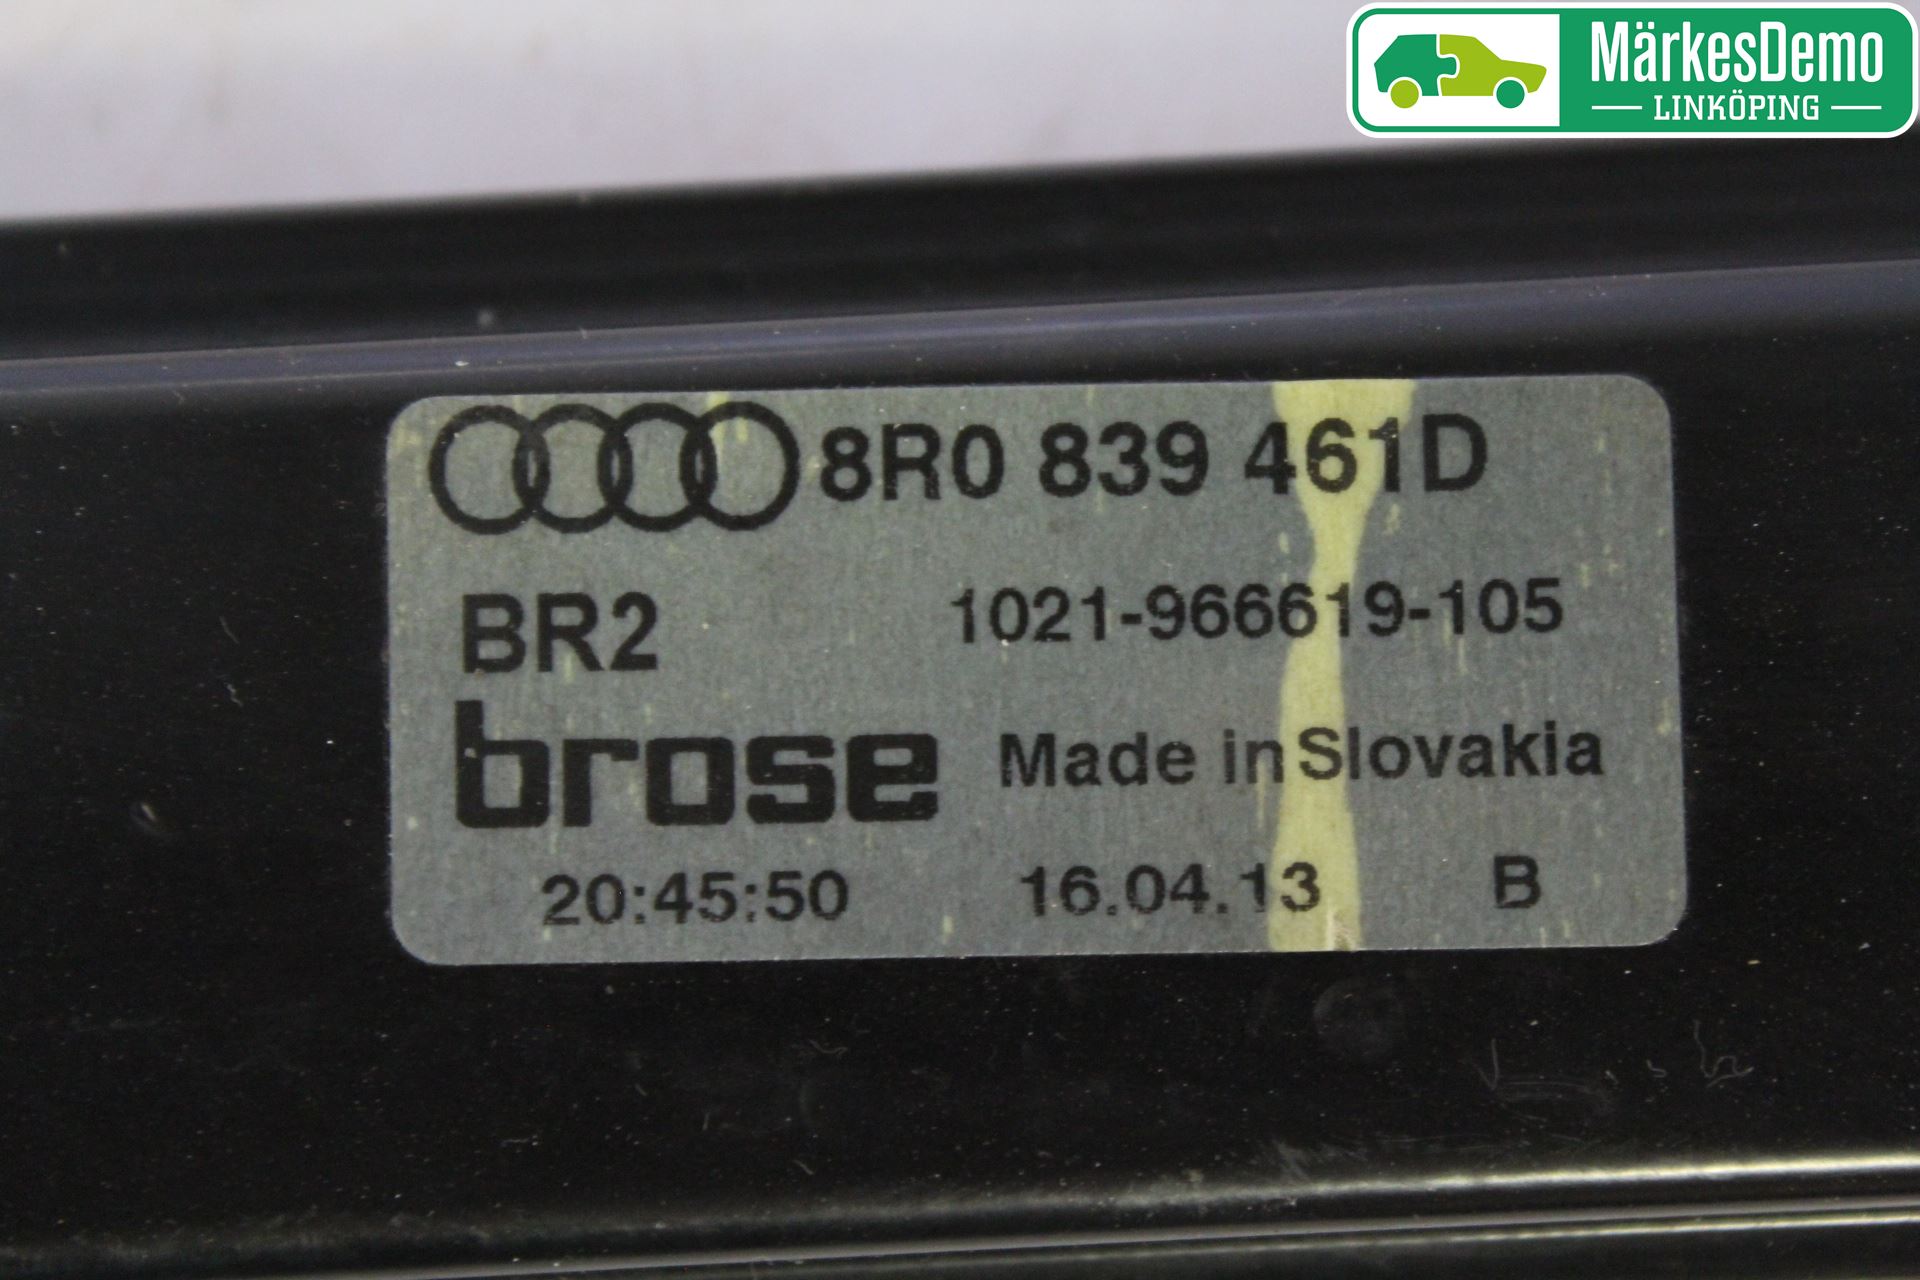 MärkesDemo
LINKÖPING
8R0 839 461D
BR2 1021-966619-105
brose Made in Slovakia
20:45:50 16.04.13 B